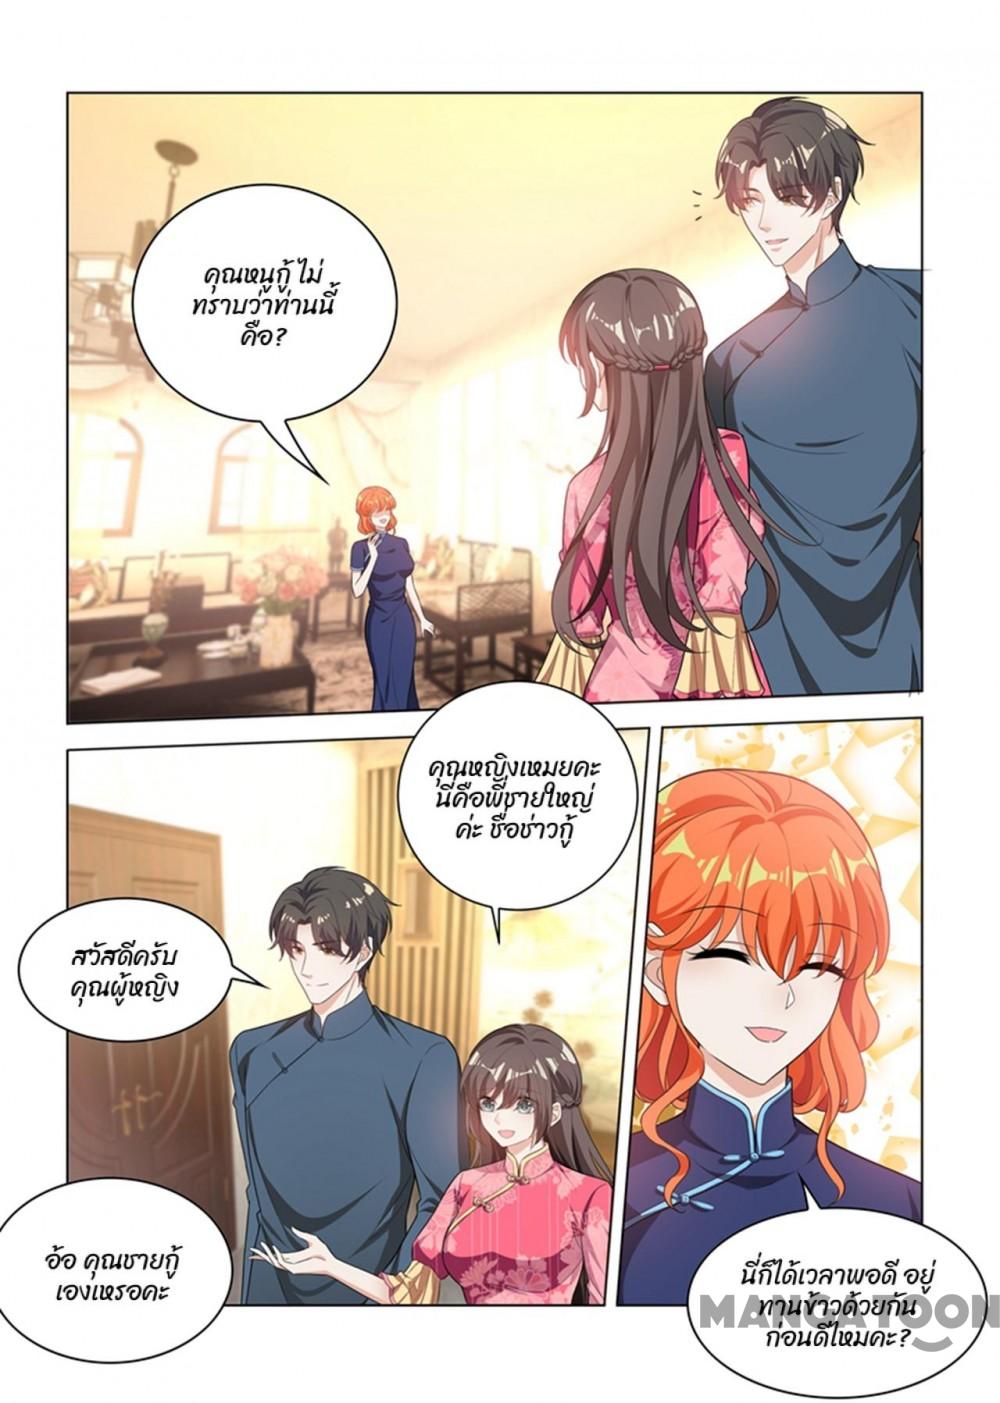 คุณหนูกู้ ไม่
ทราบว่าท่านนี้
คือ?
คุณหญิงเหมยคะ
นี่คือพี่ชายใหญ่
ค่ะ ชื่อช่าวกู้
สวัสดีครับ
คุณผู้หญิง
อ้อ คุณชายกู้
เองเหรอคะ
นี่ก็ได้เวลาพอดี อยู่
ทานข้าวด้วยกัน
ก่อนดีไหมคะ?
MANGATOON